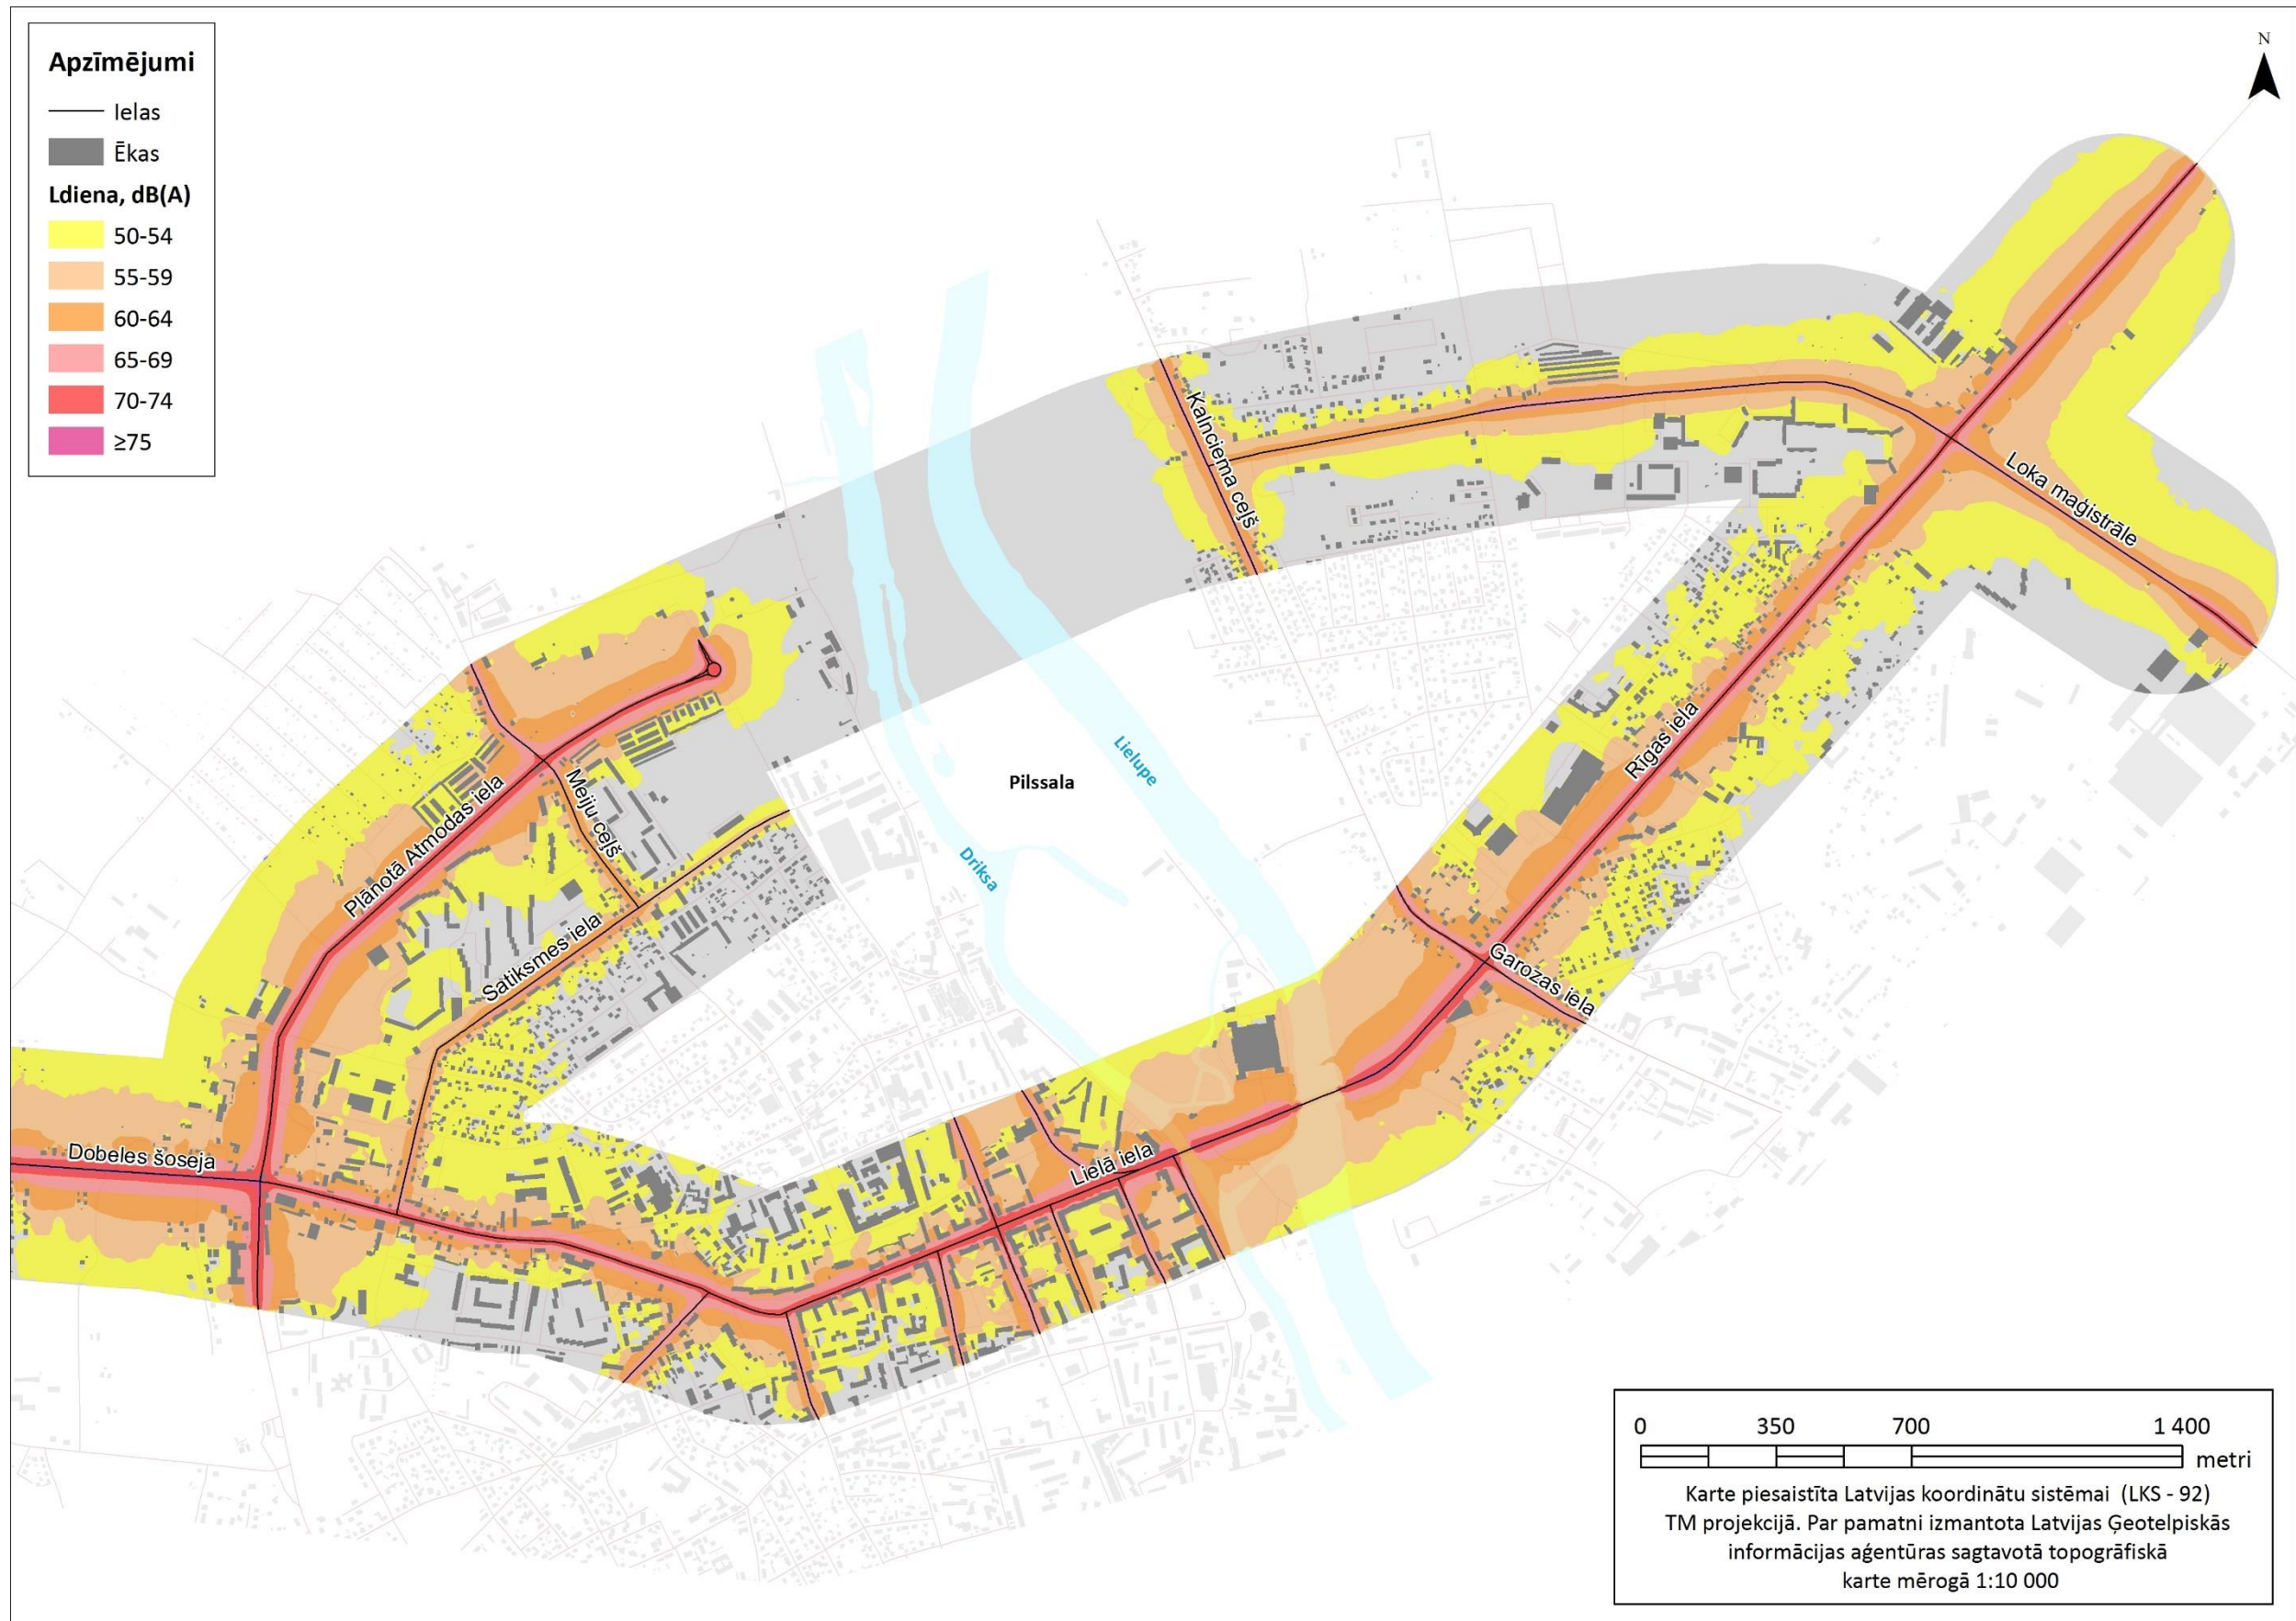 Apzīmējumi
Ielas
Ēkas
Ldiena, dB(A)
50-54
55-59
60-64
65-69
70-74
≥75
N
Kalnciema ceļš
Loka maģistrāle
Rīgas iela
Meiju ceļš
Plānotā Atmodas iela
Lielupe
Pilssala
Driksa
Satiksmes iela
Garozas iela
Dobeles šoseja
Lielā iela
0 350 700 1 400
metri
Karte piesaistīta Latvijas koordinātu sistēmai (LKS - 92)
TM projekcijā. Par pamatni izmantota Latvijas Ģeotelpiskās
informācijas aģentūras sagtavotā topogrāfiskā
karte mērogā 1:10 000